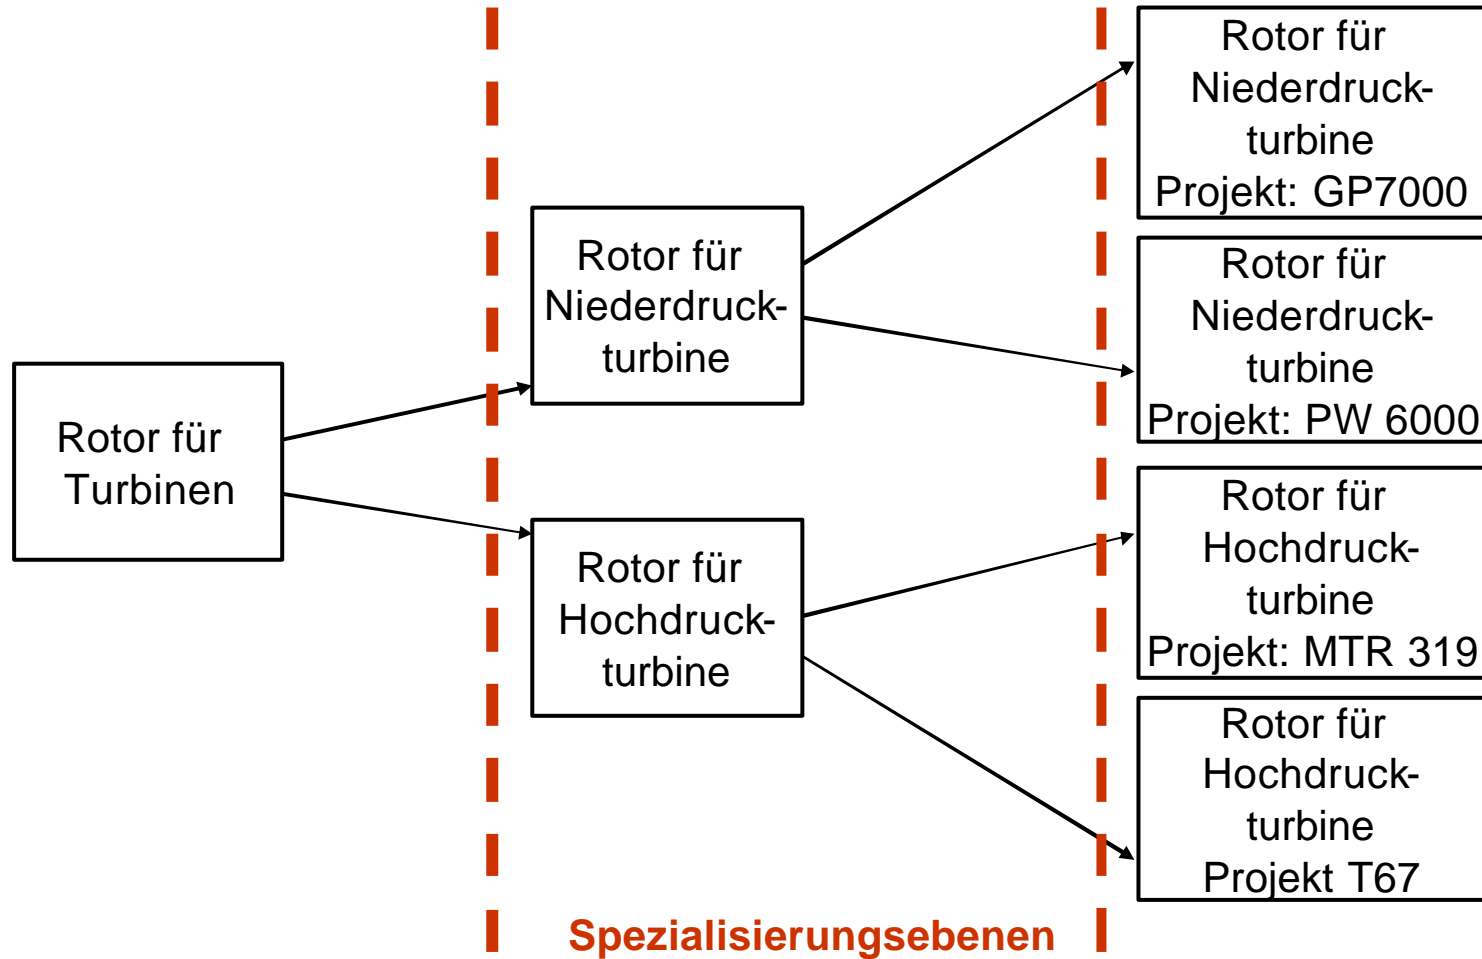 Rotor für
Turbinen
Rotor für
Niederdruck-
turbine
Rotor für
Hochdruck-
turbine
Rotor für
Niederdruck-
turbine
Projekt: GP7000
Rotor für
Niederdruck-
turbine
Projekt: PW 6000
Rotor für
Hochdruck-
turbine
Projekt: MTR 319
Rotor für
Hochdruck-
turbine
Projekt T67
Spezialisierungsebenen